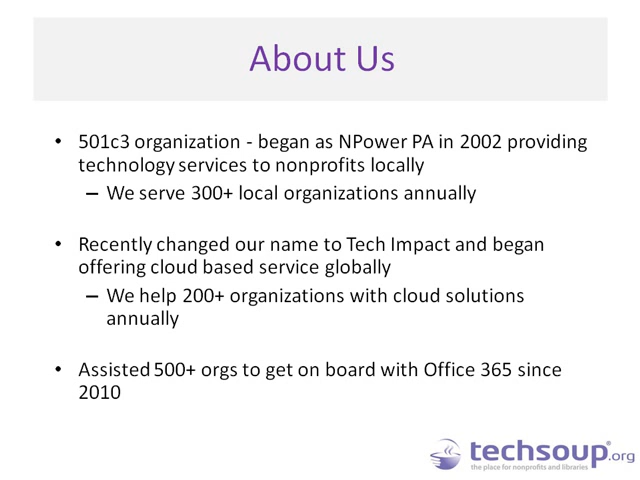 About Us
• 501c3 organization - began as NPower PA in 2002 providing
technology services to nonprofits locally
– We serve 300+ local organizations annually
• Recently changed our name to Tech Impact and began
offering cloud based service globally
– We help 200+ organizations with cloud solutions
annually
• Assisted 500+ orgs to get on board with Office 365 since
2010
techsoup®.org
the place for nonprofits and libraries